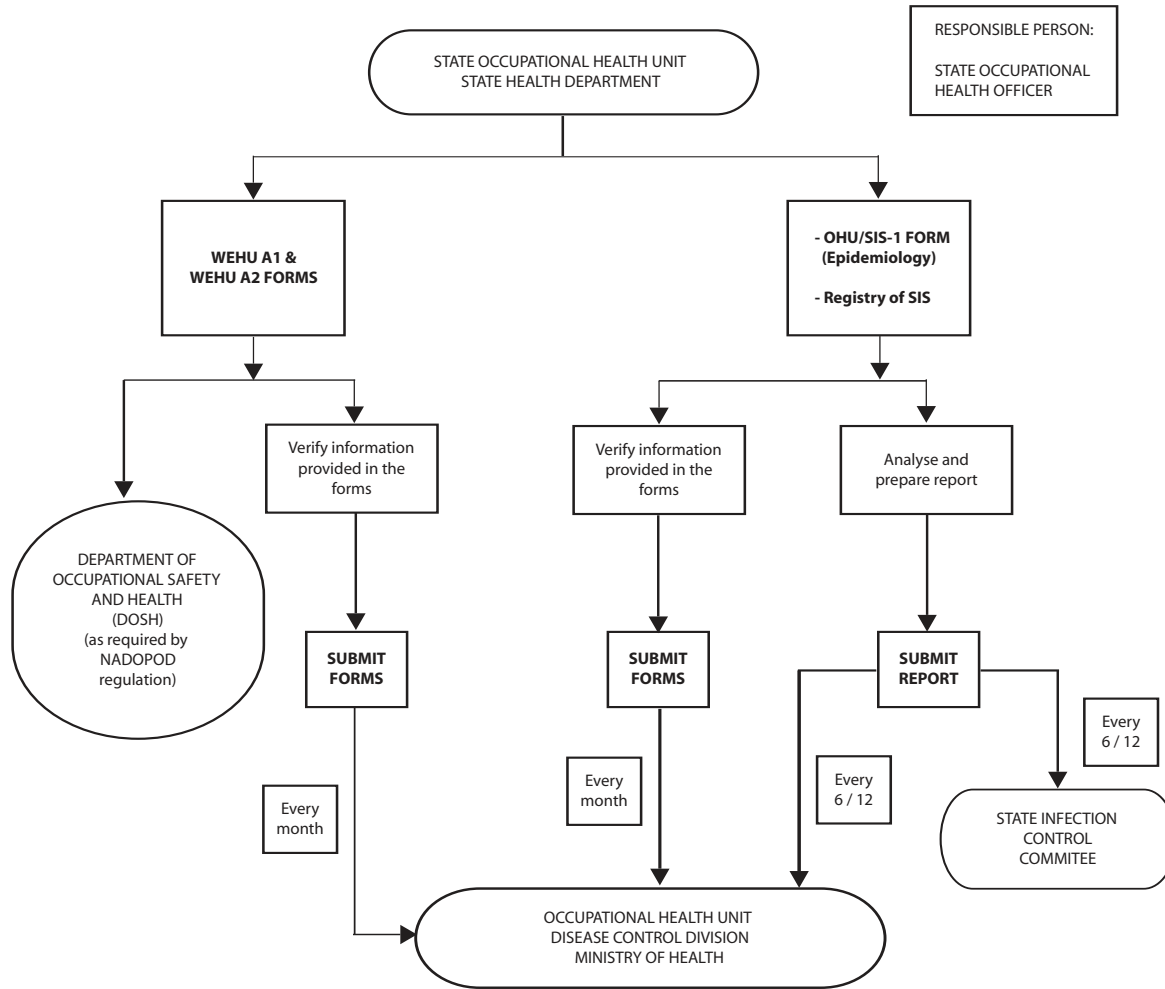 STATE OCCUPATIONAL HEALTH UNIT
STATE HEALTH DEPARTMENT
RESPONSIBLE PERSON:
STATE OCCUPATIONAL
HEALTH OFFICER
WEHU A1 &
WEHU A2 FORMS
- OHU/SIS-1 FORM
(Epidemiology)
- Registry of SIS
Verify information
provided in the
forms
Verify information
provided in the
forms
Analyse and
prepare report
DEPARTMENT OF
OCCUPATIONAL SAFETY
AND HEALTH
(DOSH)
(as required by
NADOPOD
regulation)
SUBMIT
FORMS
SUBMIT
FORMS
SUBMIT
REPORT
Every
month
Every
month
Every
6 / 12
Every
6 / 12
STATE INFECTION
CONTROL
COMMITEE
OCCUPATIONAL HEALTH UNIT
DISEASE CONTROL DIVISION
MINISTRY OF HEALTH